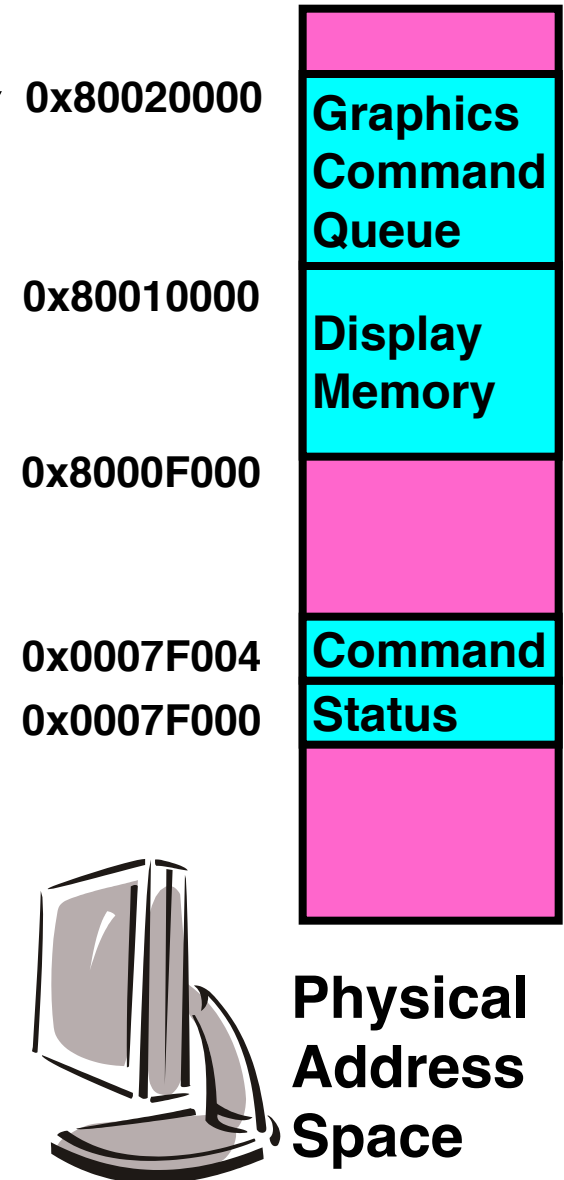 0x80020000
Graphics
Command
Queue
0x80010000
Display
Memory
0x8000F000
0x0007F004
Command
0x0007F000
Status
Physical
Address
Space